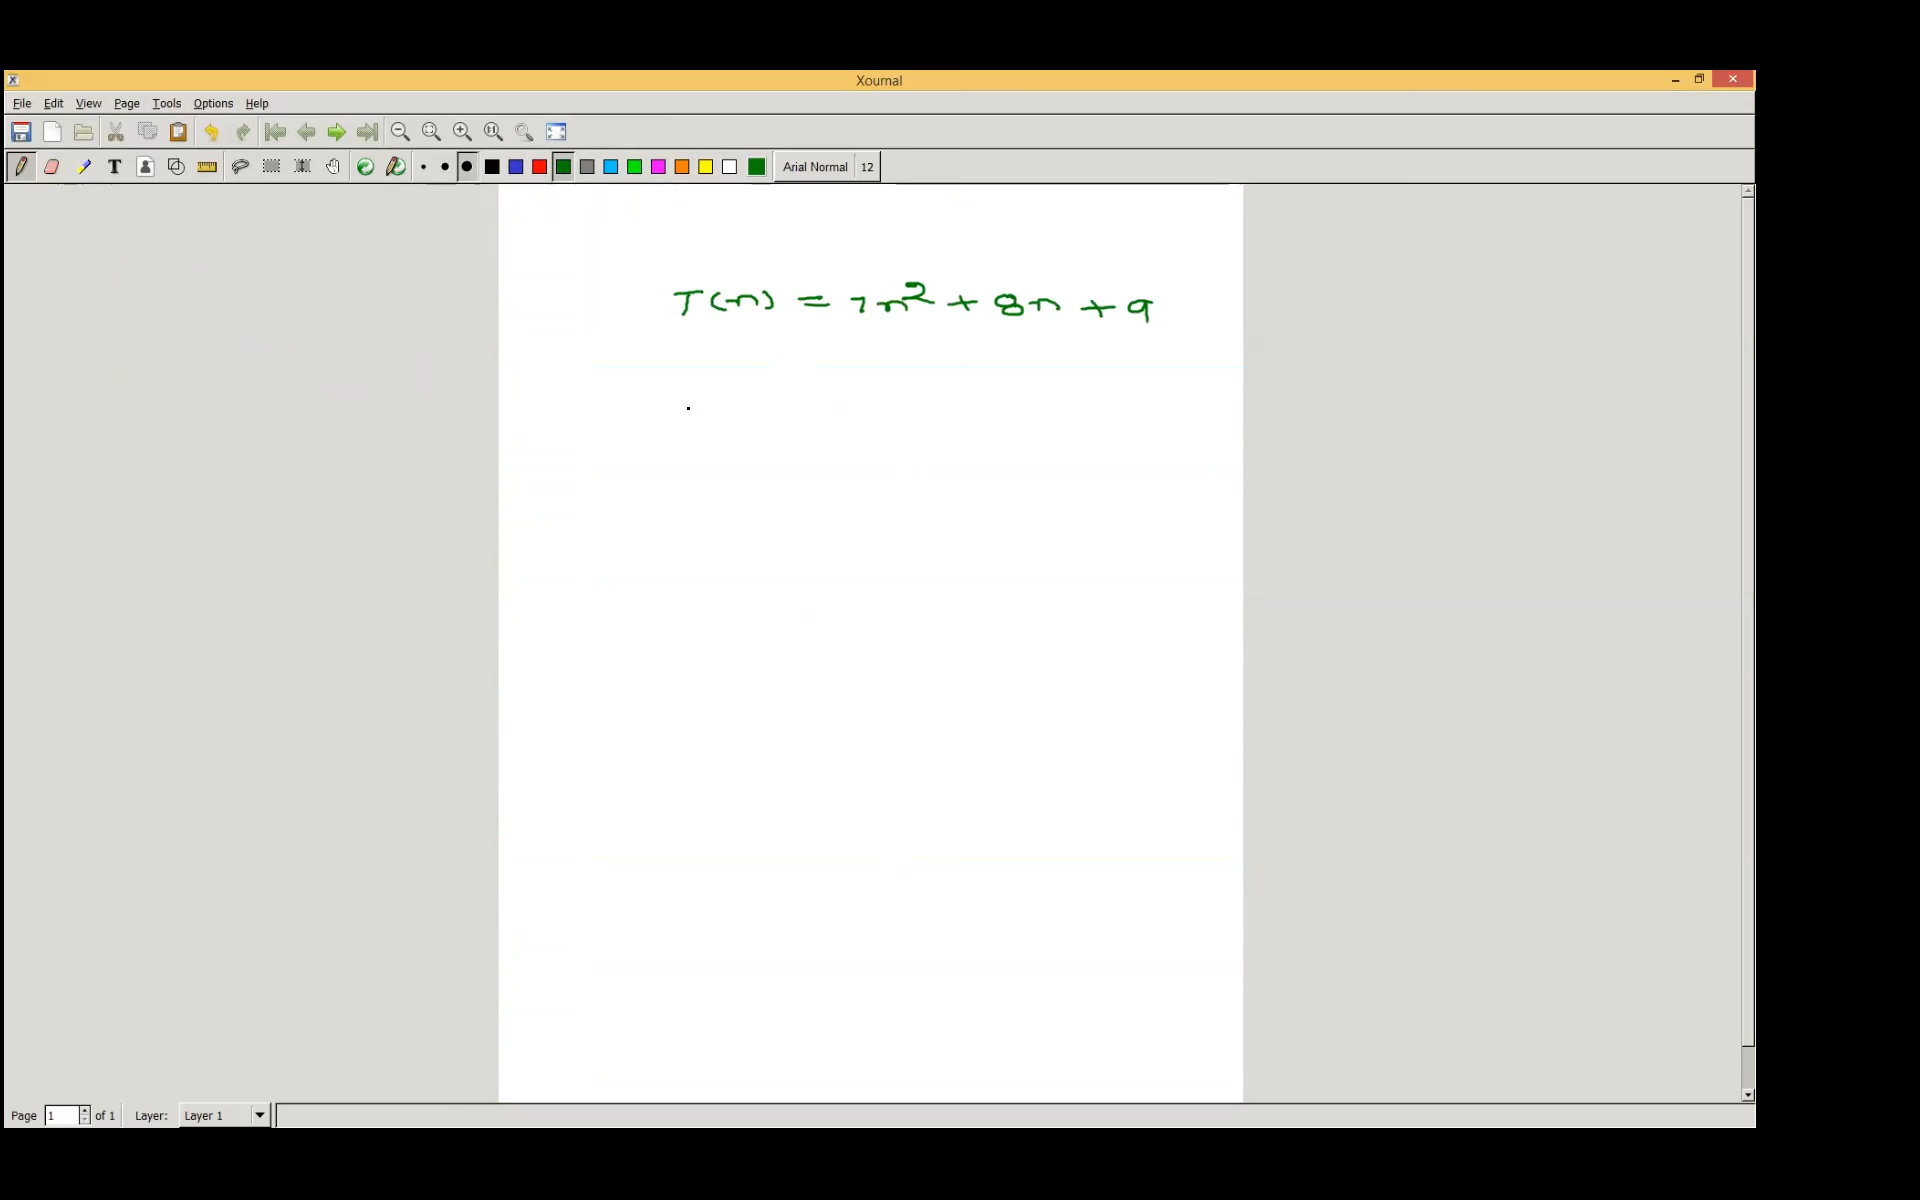 Xournal
File Edit View Page Tools Options Help
T Arial Normal 12
T(n) = 7n² + 8n + 9
Page 1 of 1 Layer: Layer 1